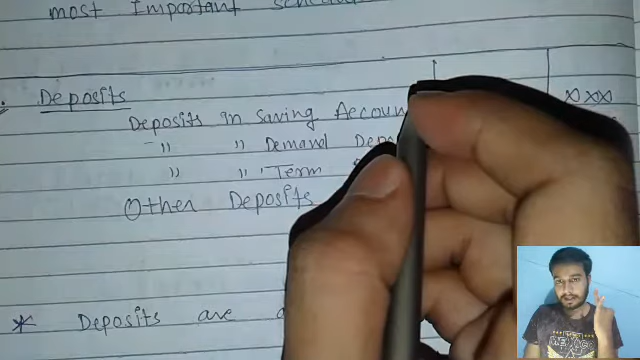 most Important
Deposits
Deposits in Saving Accoun xxx
" " Demand Depo
" " Term
Other Deposits
* Deposits are